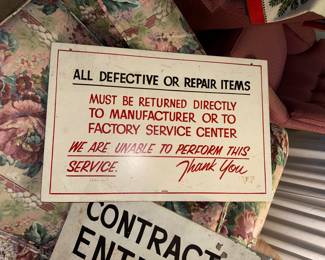 ALL DEFECTIVE OR REPAIR ITEMS
MUST BE RETURNED DIRECTLY
TO MANUFACTURER OR TO
FACTORY SERVICE CENTER
WE ARE UNABLE TO PERFORM THIS
SERVICE. Thank You
CONTRACT
ENT